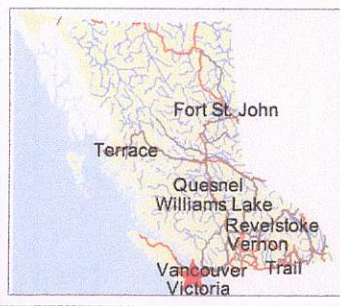 Fort St. John
Terrace
Quesnel
Williams Lake
Revelstoke
Vernon
Vancouver
Trail
Victoria